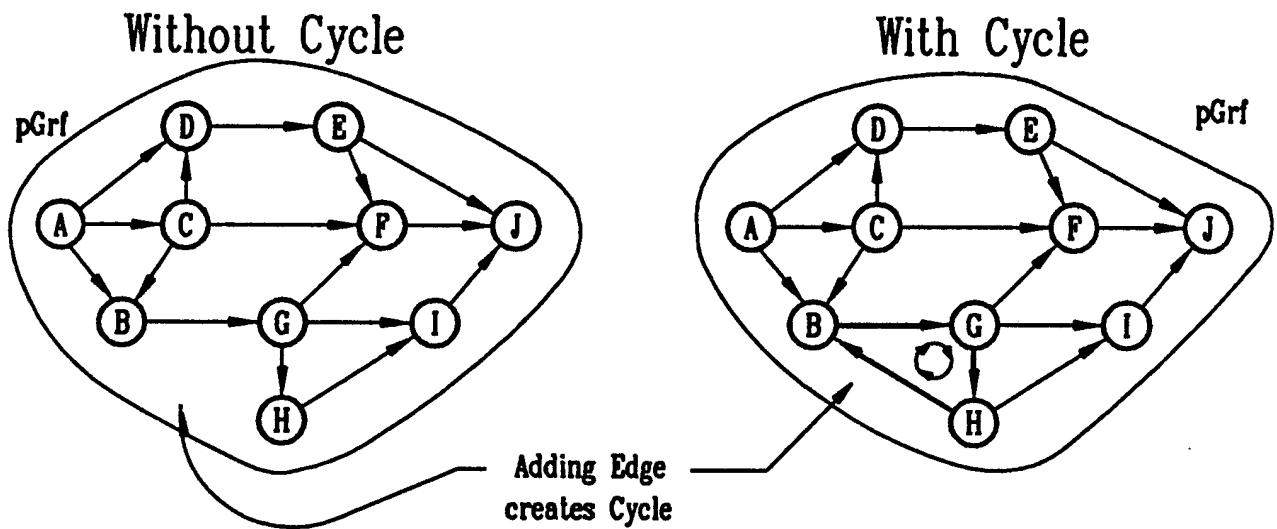 Without Cycle
With Cycle
pGrf
D
E
A
C
F
J
B
G
I
H
pGrf
D
E
A
C
F
J
B
G
I
H
Adding Edge
creates Cycle